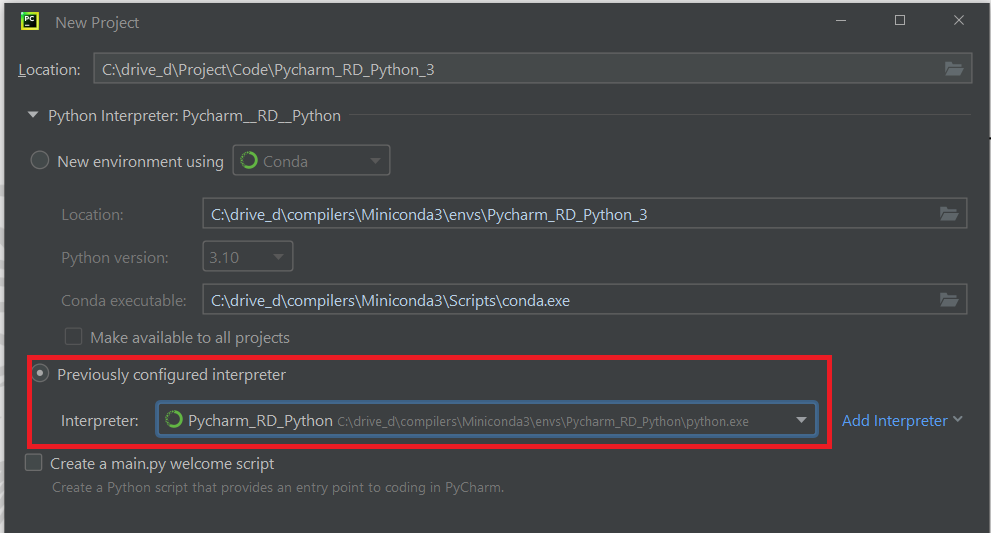 PC New Project
Location: C:\drive_d\Project\Code\Pycharm_RD_Python_3
Python Interpreter: Pycharm__RD__Python
New environment using Conda
Location: C:\drive_d\compilers\Miniconda3\envs\Pycharm_RD_Python_3
Python version: 3.10
Conda executable: C:\drive_d\compilers\Miniconda3\Scripts\conda.exe
Make available to all projects
Previously configured interpreter
Interpreter: Pycharm_RD_Python C:\drive_d\compilers\Miniconda3\envs\Pycharm_RD_Python\python.exe Add Interpreter
Create a main.py welcome script
Create a Python script that provides an entry point to coding in PyCharm.